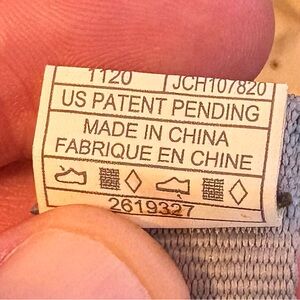 1120 JCH107820
US PATENT PENDING
MADE IN CHINA
FABRIQUE EN CHINE
2619327